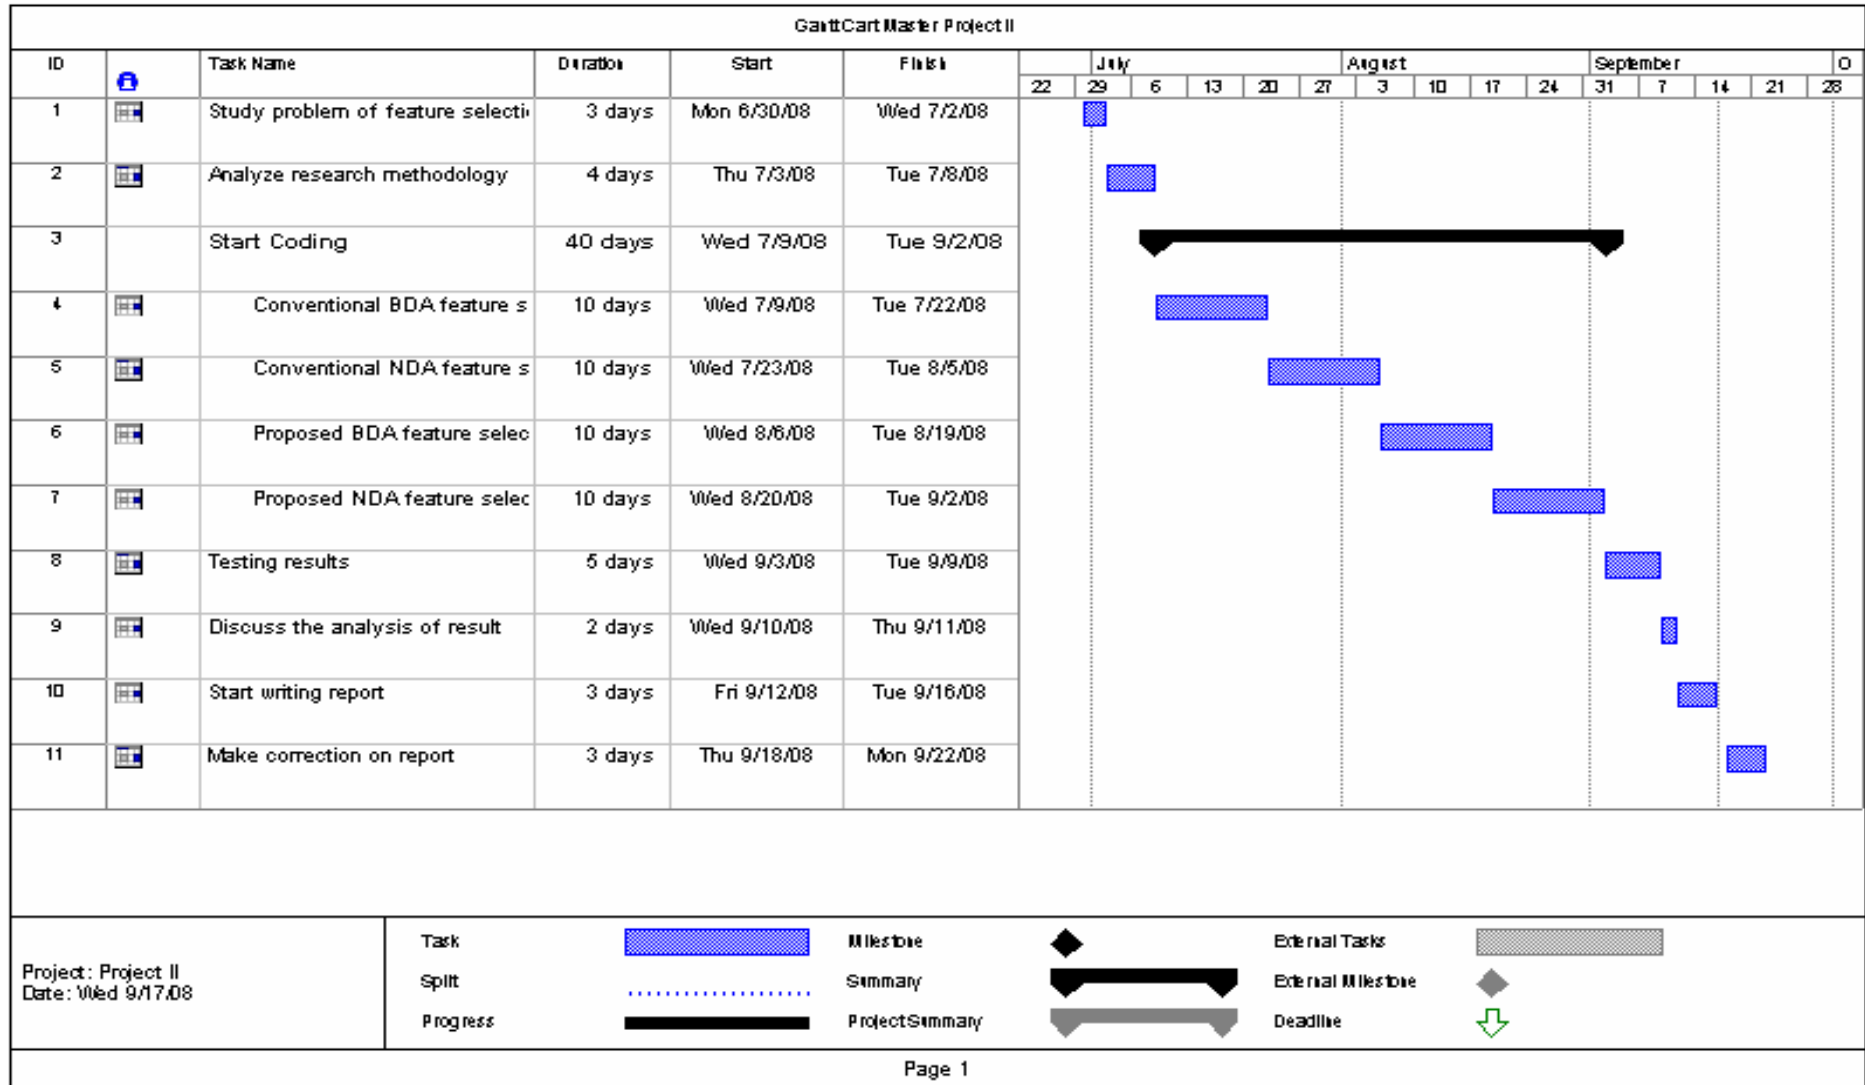 GanttCart Master Project II
ID Task Name Duration Start Finish July August September O
22 29 6 13 20 27 3 10 17 24 31 7 14 21 28
1 Study problem of feature selecti 3 days Mon 6/30/08 Wed 7/2/08
2 Analyze research methodology 4 days Thu 7/3/08 Tue 7/8/08
3 Start Coding 40 days Wed 7/9/08 Tue 9/2/08
4 Conventional BDA feature s 10 days Wed 7/9/08 Tue 7/22/08
5 Conventional NDA feature s 10 days Wed 7/23/08 Tue 8/5/08
6 Proposed BDA feature selec 10 days Wed 8/6/08 Tue 8/19/08
7 Proposed NDA feature selec 10 days Wed 8/20/08 Tue 9/2/08
8 Testing results 5 days Wed 9/3/08 Tue 9/9/08
9 Discuss the analysis of result 2 days Wed 9/10/08 Thu 9/11/08
10 Start writing report 3 days Fri 9/12/08 Tue 9/16/08
11 Make correction on report 3 days Thu 9/18/08 Mon 9/22/08
Project: Project II
Date: Wed 9/17/08
Task Milestone External Tasks
Split Summary External Milestone
Progress Project Summary Deadline
Page 1